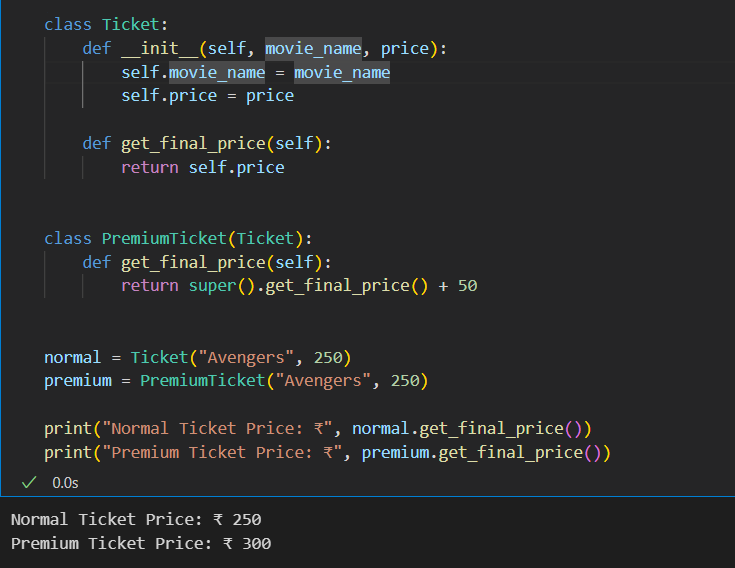 class Ticket:
    def __init__(self, movie_name, price):
        self.movie_name = movie_name
        self.price = price
    def get_final_price(self):
        return self.price
class PremiumTicket(Ticket):
    def get_final_price(self):
        return super().get_final_price() + 50
normal = Ticket("Avengers", 250)
premium = PremiumTicket("Avengers", 250)
print("Normal Ticket Price: ₹", normal.get_final_price())
print("Premium Ticket Price: ₹", premium.get_final_price())
✓ 0.0s
Normal Ticket Price: ₹ 250
Premium Ticket Price: ₹ 300